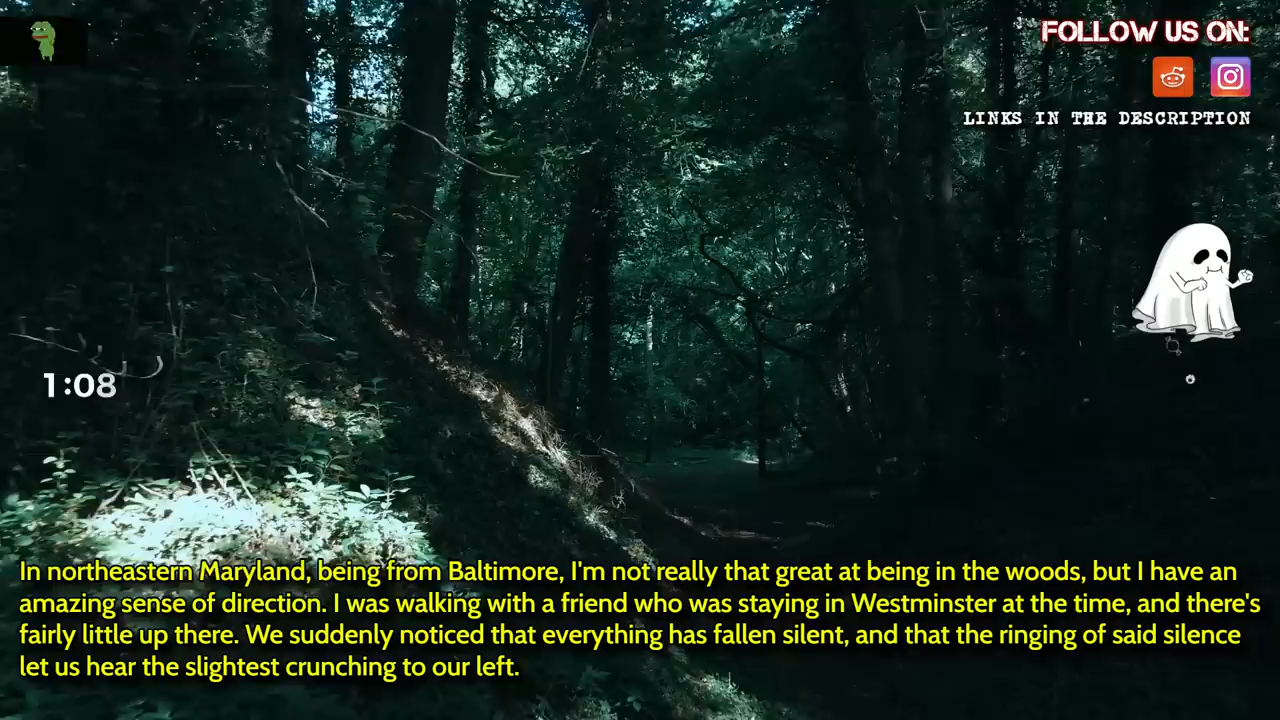 FOLLOW US ON:
LINKS IN THE DESCRIPTION
1:08
In northeastern Maryland, being from Baltimore, I'm not really that great at being in the woods, but I have an
amazing sense of direction. I was walking with a friend who was staying in Westminster at the time, and there's
fairly little up there. We suddenly noticed that everything has fallen silent, and that the ringing of said silence
let us hear the slightest crunching to our left.